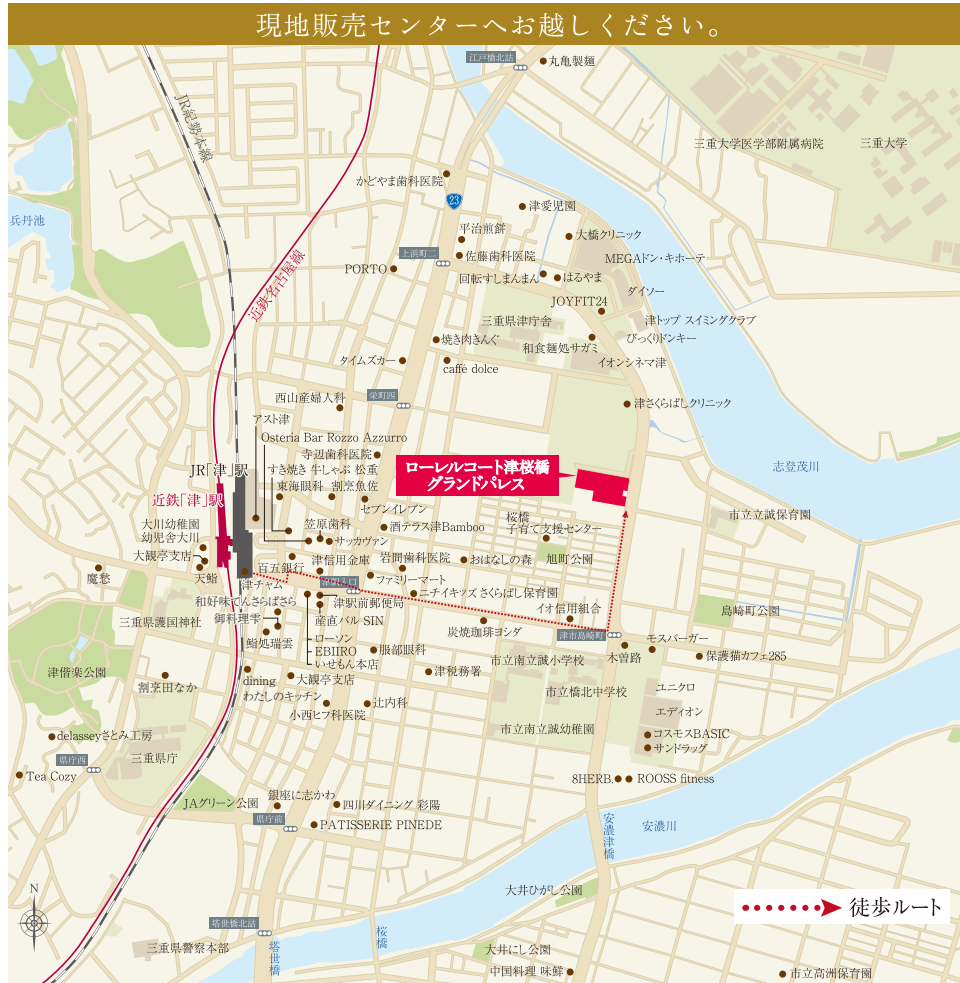 現地販売センターへお越しください。
江戸橋北詰
丸亀製麺
JR紀勢本線
三重大学医学部附属病院
三重大学
かどやま歯科医院
23
津愛児園
兵丹池
平治煎餅
大橋クリニック
上浜町二
佐藤歯科医院
MEGAドン・キホーテ
PORTO
回転すしまんまん
はるやま
近鉄名古屋線
ダイソー
JOYFIT24
三重県津庁舎
津トップ スイミングクラブ
焼き肉きんぐ
和食麺処サガミ
びっくりドンキー
タイムズカー
caffé dolce
イオンシネマ津
西山産婦人科
栄町四
津さくらばしクリニック
アスト津
Osteria Bar Rozzo Azzurro
寺辺歯科医院
JR「津」駅
すき焼き 牛しゃぶ 松重
ローレルコート津桜橋
グランドパレス
志登茂川
近鉄「津」駅
東海眼科
割烹魚佐
セブンイレブン
大川幼稚園
幼児舎大川
笠原歯科
酒テラス津Bamboo
桜橋
子育て支援センター
市立立誠保育園
サッカヴァン
大観亭支店
百五銀行
津信用金庫
岩間歯科医院
おはなしの森
旭町公園
魔愁
天鮨
津チャム
ファミリーマート
ニチイキッズ さくらばし保育園
和好味てんさらぱさら
津駅前郵便局
イオ信用組合
島崎町公園
三重県護国神社
御料理雫
産直バル SIN
炭焼珈琲ヨシダ
津市島崎町
モスバーガー
鮨処瑞雲
ローソン
EBIIRO
いせもん本店
服部眼科
木曽路
保護猫カフェ285
津偕楽公園
市立南立誠小学校
割烹田なか
dining
わたしのキッチン
大観亭支店
津税務署
市立橋北中学校
ユニクロ
小西ヒフ科医院
辻内科
エディオン
delasseyさとみ工房
市立南立誠幼稚園
コスモスBASIC
サンドラッグ
県庁西
三重県庁
Tea Cozy
8HERB.
ROOSS fitness
JAグリーン公園
銀座に志かわ
四川ダイニング 彩陽
県庁前
PATISSERIE PINEDE
安濃津橋
安濃川
N
大井ひがし公園
徒歩ルート
塔世橋北詰
三重県警察本部
塔世橋
桜橋
大井にし公園
中国料理 味鮮
市立高洲保育園